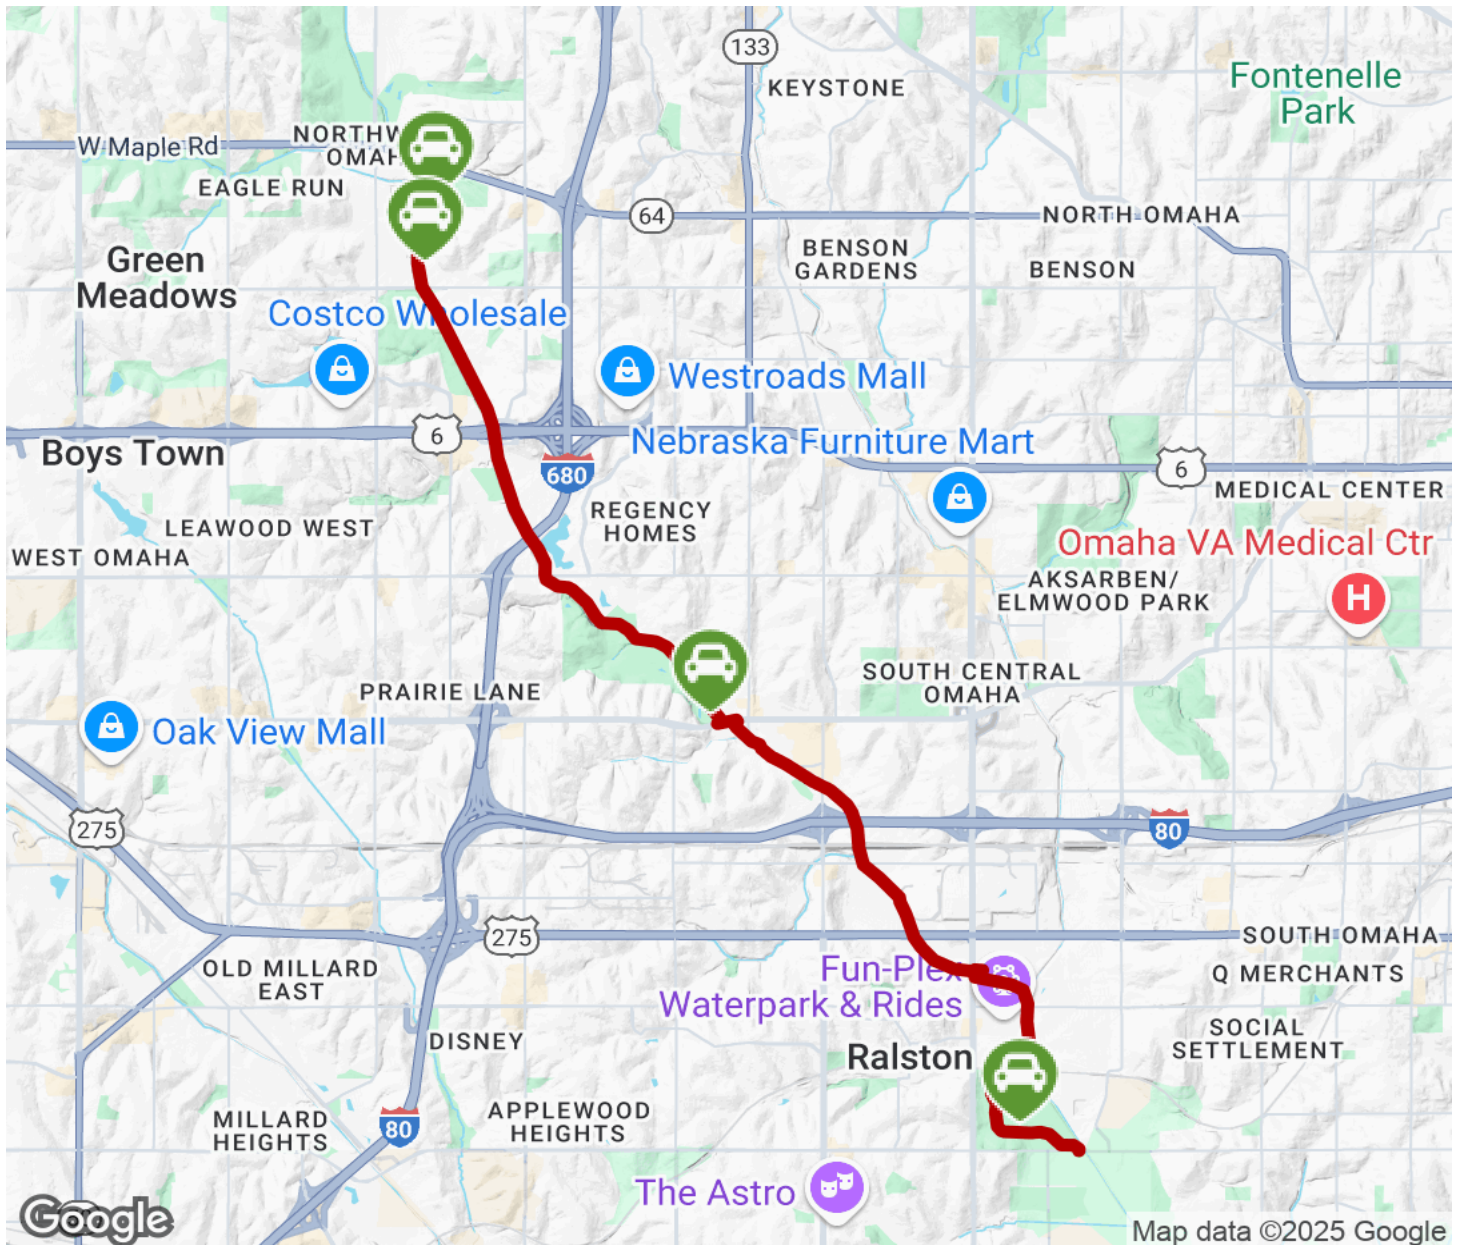 133
KEYSTONE
Fontenelle
Park
W Maple Rd
NORTHW
OMAH
EAGLE RUN
64
NORTH OMAHA
Green
Meadows
BENSON
GARDENS
BENSON
Costco Wholesale
Westroads Mall
6
Nebraska Furniture Mart
Boys Town
680
6
MEDICAL CENTER
REGENCY
HOMES
LEAWOOD WEST
WEST OMAHA
Omaha VA Medical Ctr
H
AKSARBEN/
ELMWOOD PARK
SOUTH CENTRAL
OMAHA
PRAIRIE LANE
Oak View Mall
275
80
275
SOUTH OMAHA
OLD MILLARD
EAST
Fun-Plex
Waterpark & Rides
Q MERCHANTS
DISNEY
SOCIAL
SETTLEMENT
Ralston
MILLARD
HEIGHTS
80
APPLEWOOD
HEIGHTS
The Astro
Google
Map data ©2025 Google